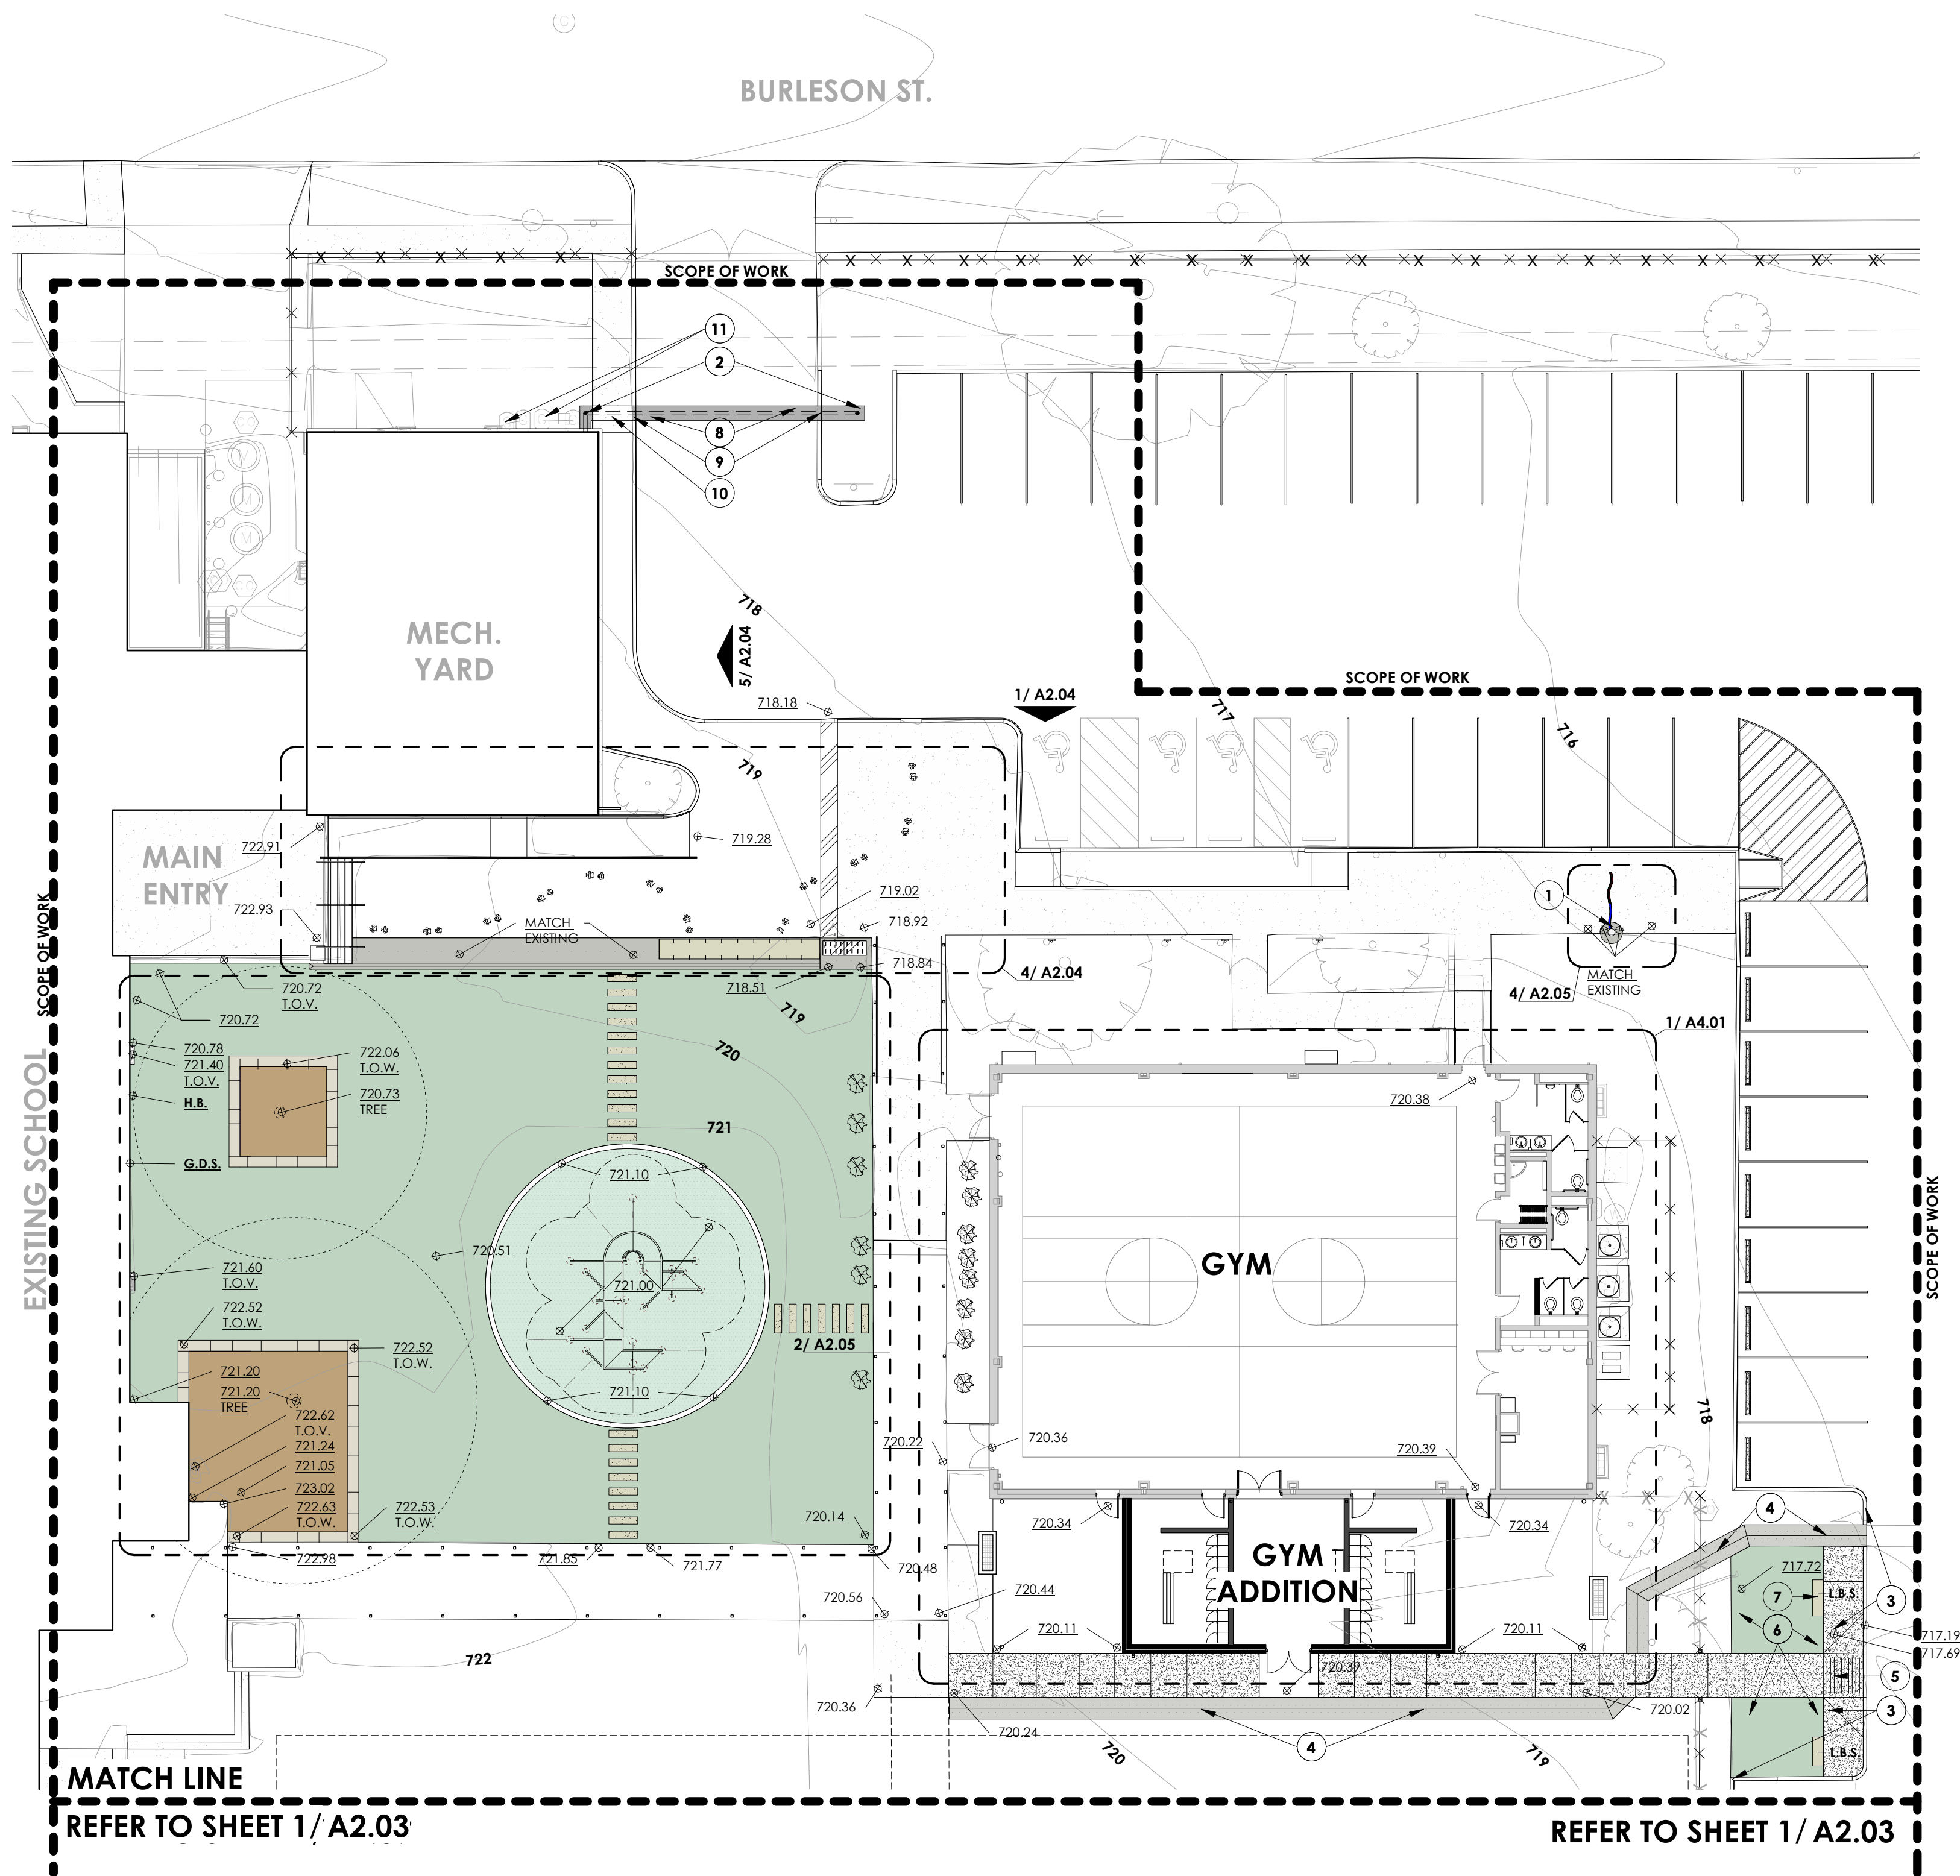 BURLESON ST.
SCOPE OF WORK
11
2
8
9
10
MECH.
YARD
718
5/ A2.04
718.18
1/ A2.04
717
SCOPE OF WORK
716
719
MAIN
ENTRY
722.91
719.28
722.93
MATCH
EXISTING
719.02
718.92
1
SCOPE OF WORK
718.84
4/ A2.04
718.51
719
MATCH
EXISTING
4/ A2.05
1/ A4.01
720.72
T.O.V.
720.72
720
720.78
721.40
T.O.V.
H.B.
722.06
T.O.W.
720.73
TREE
720.38
721
G.D.S.
721.10
EXISTING SCHOOL
720.51
721.60
T.O.V.
721.00
GYM
SCOPE OF WORK
722.52
T.O.W.
2/ A2.05
722.52
T.O.W.
721.20
721.20
TREE
721.10
722.62
T.O.V.
721.24
721.05
723.02
722.63
T.O.W.
722.53
T.O.W.
718
720.22
720.36
720.39
720.14
720.34
720.34
4
722.98
721.85
721.77
720.48
GYM
ADDITION
717.72
7
L.B.S.
3
720.56
720.44
6
720.11
720.11
717.19
717.69
722
720.39
5
720.36
720.24
720.02
3
4
720
719
L.B.S.
MATCH LINE
REFER TO SHEET 1/ A2.03
REFER TO SHEET 1/ A2.03